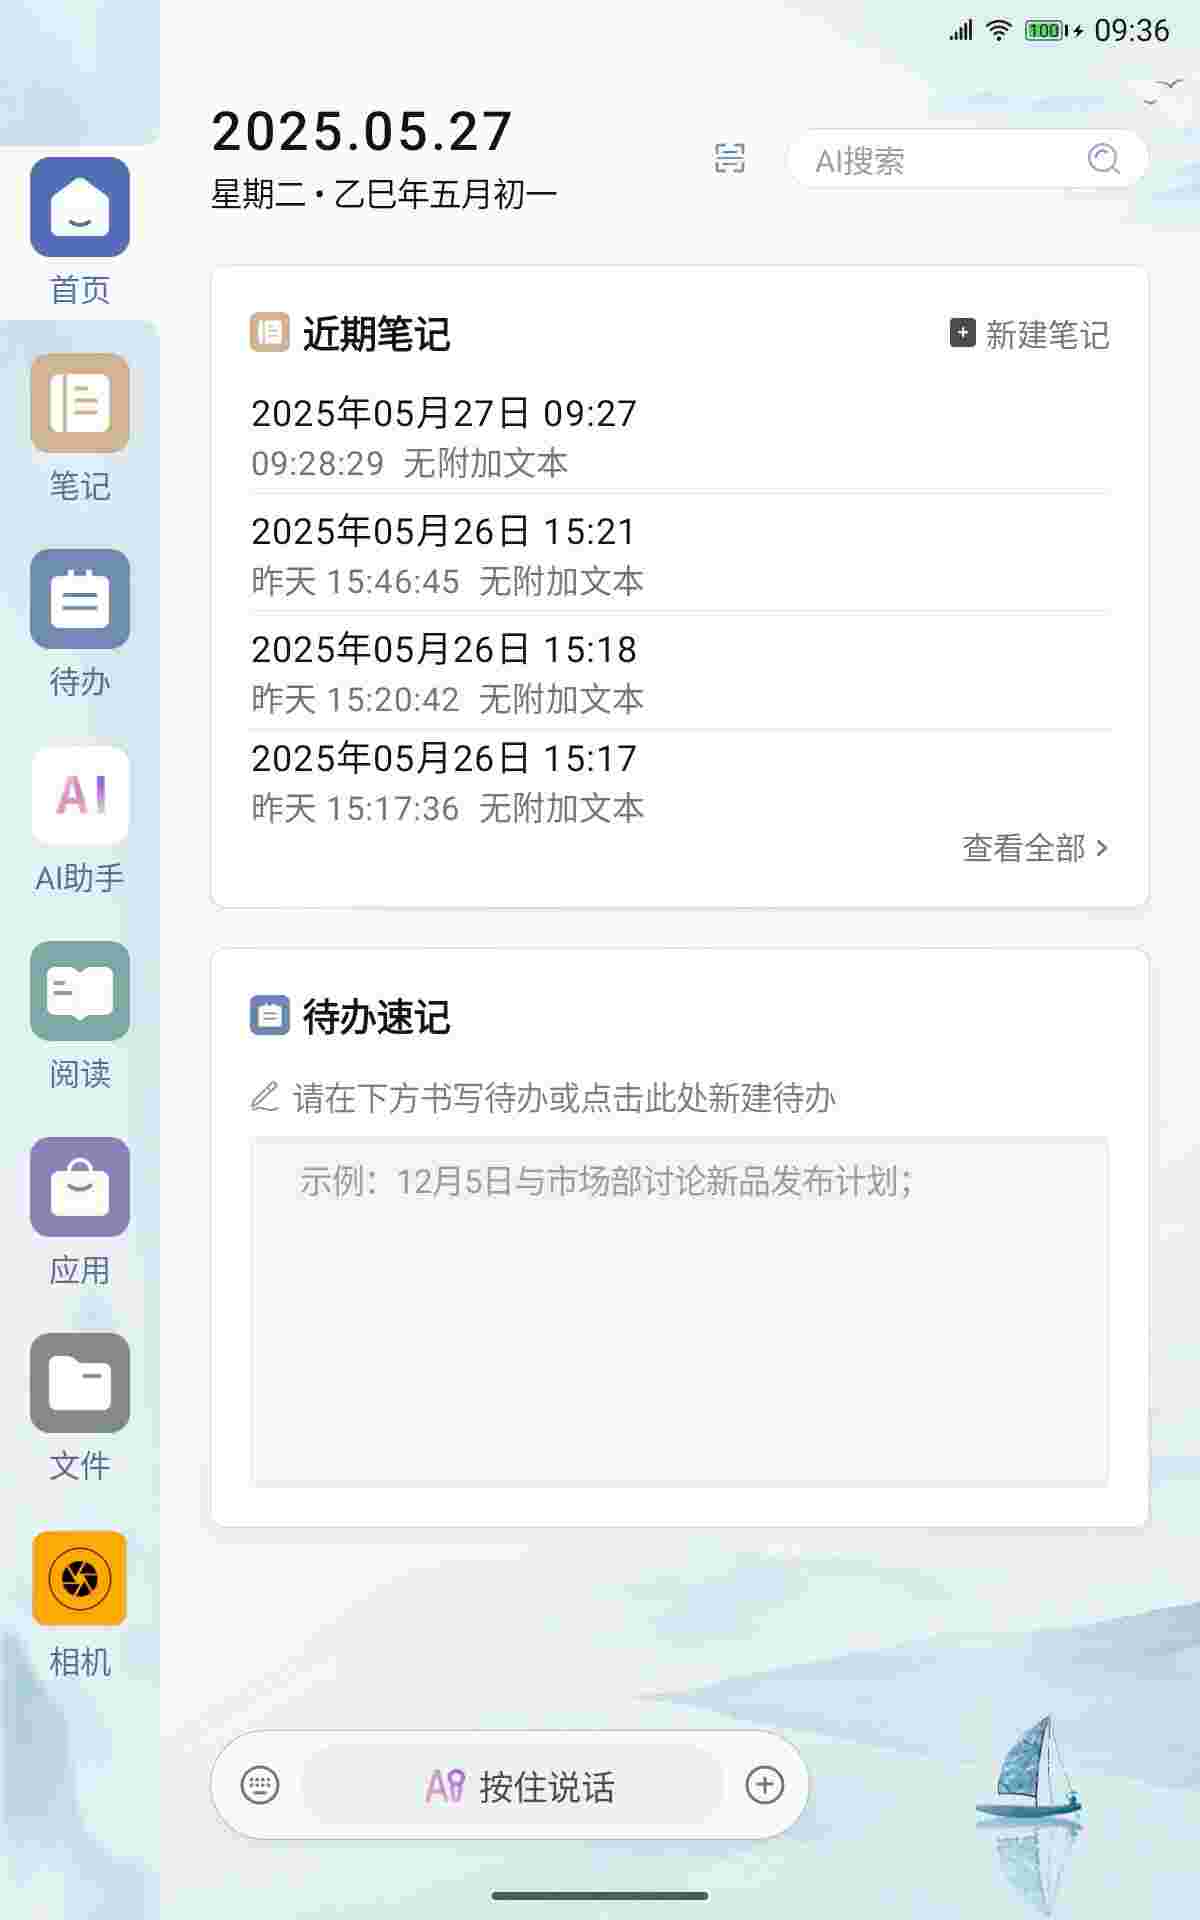 100 09:36
2025.05.27
星期二·乙巳年五月初一
AI搜索
首页
笔记
待办
AI
AI助手
阅读
应用
文件
相机
近期笔记
新建笔记
2025年05月27日 09:27
09:28:29 无附加文本
2025年05月26日 15:21
昨天 15:46:45 无附加文本
2025年05月26日 15:18
昨天 15:20:42 无附加文本
2025年05月26日 15:17
昨天 15:17:36 无附加文本
查看全部
待办速记
请在下方书写待办或点击此处新建待办
示例：12月5日与市场部讨论新品发布计划；
AI 按住说话